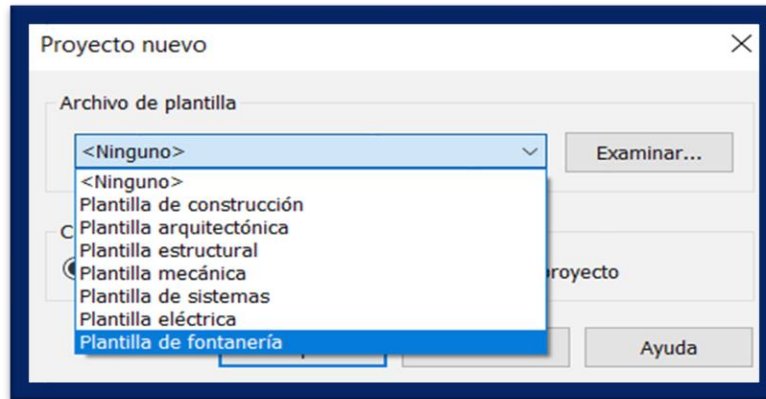 Proyecto nuevo
Archivo de plantilla
<Ninguno>
Examinar...
<Ninguno>
Plantilla de construcción
Plantilla arquitectónica
Plantilla estructural
Plantilla mecánica
royecto
Plantilla de sistemas
Plantilla eléctrica
Plantilla de fontanería
Ayuda